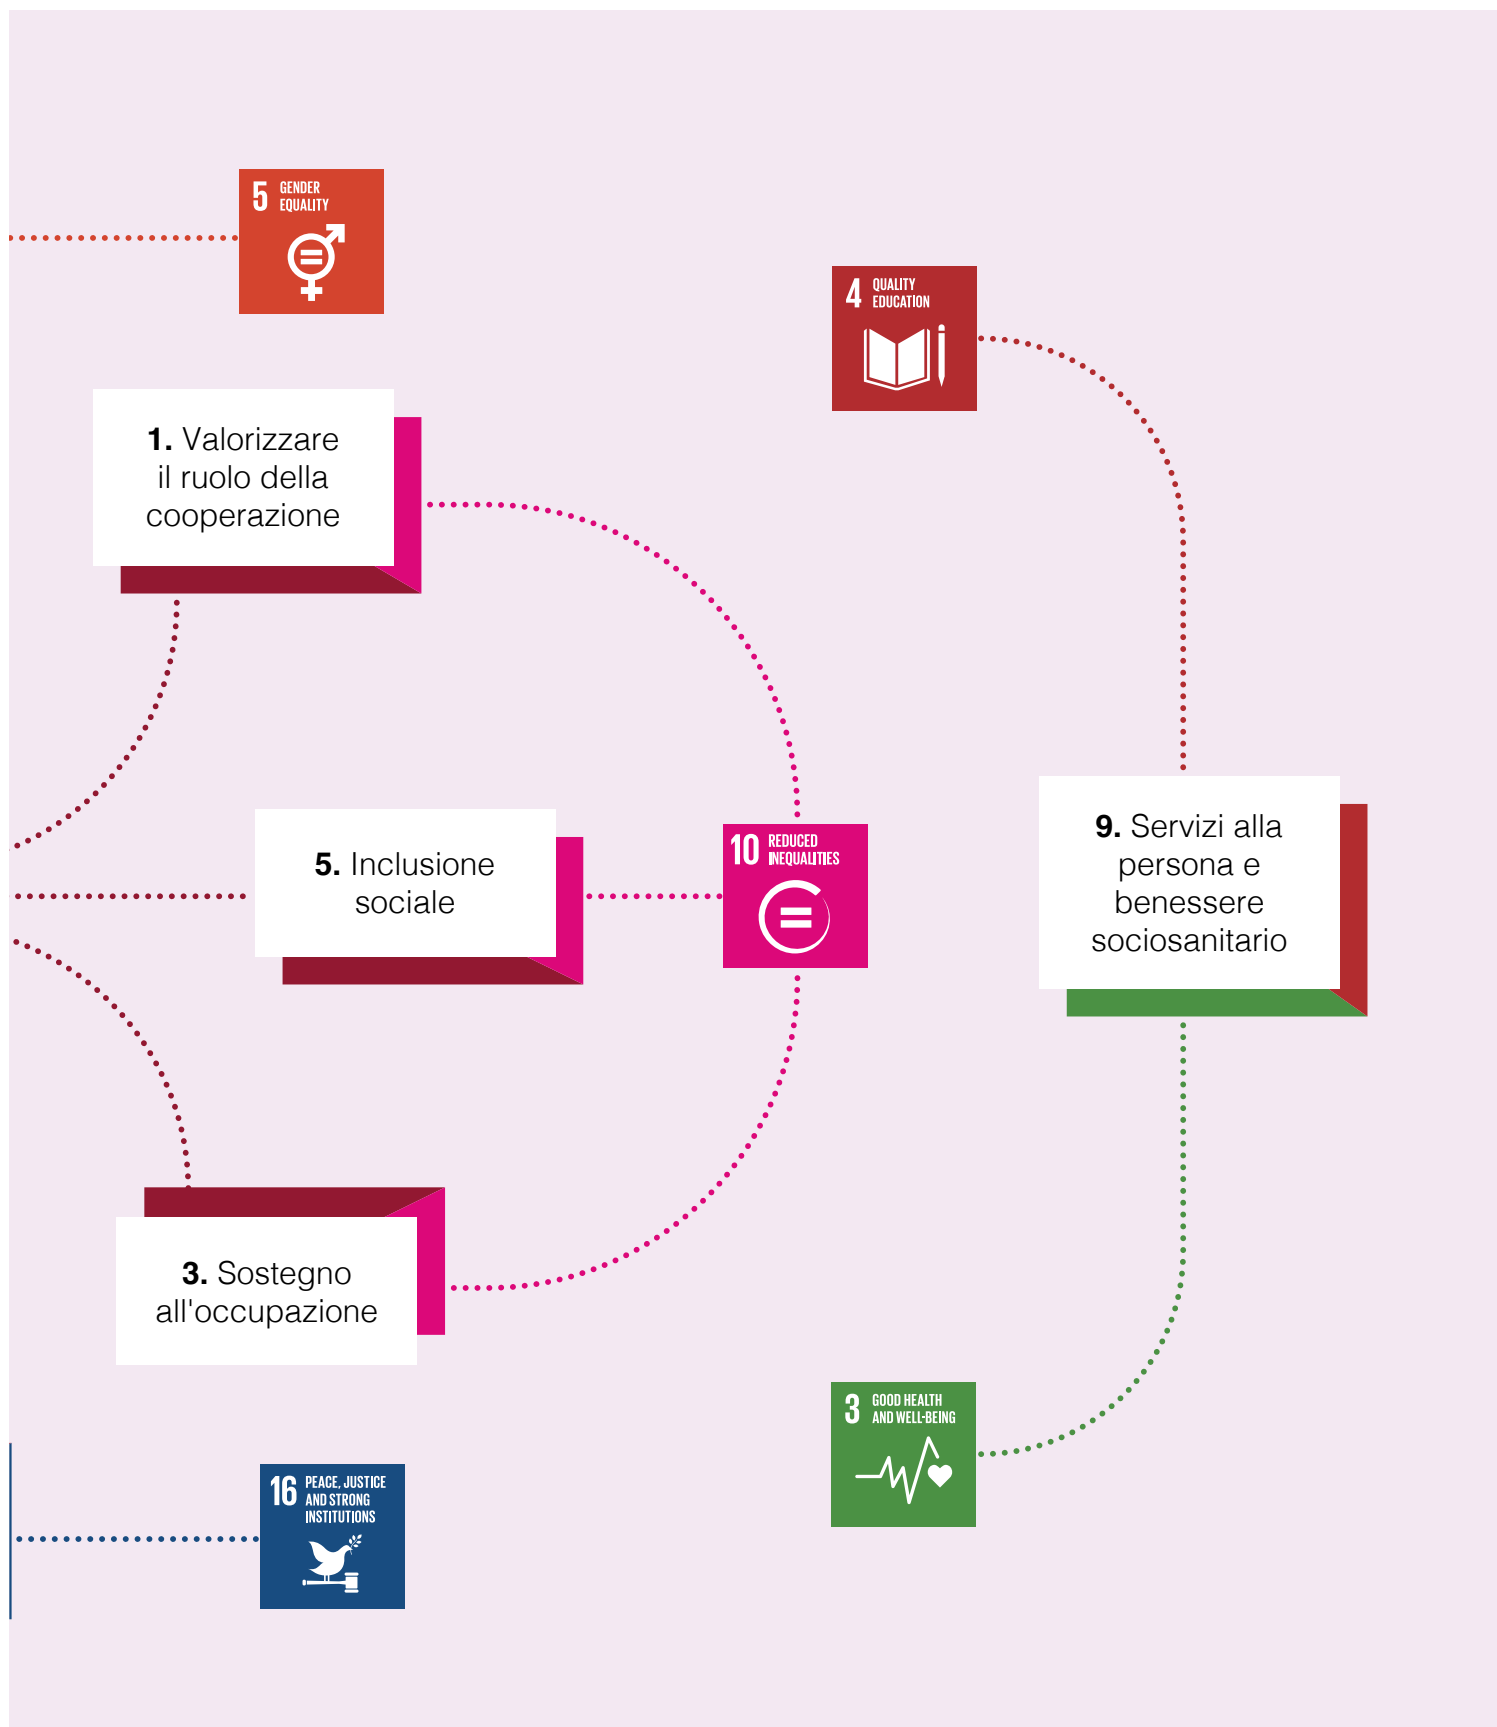 5 GENDER
EQUALITY
4 QUALITY
EDUCATION
1. Valorizzare
il ruolo della
cooperazione
5. Inclusione
sociale
10 REDUCED
INEQUALITIES
9. Servizi alla
persona e
benessere
sociosanitario
3. Sostegno
all'occupazione
3 GOOD HEALTH
AND WELL-BEING
16 PEACE, JUSTICE
AND STRONG
INSTITUTIONS